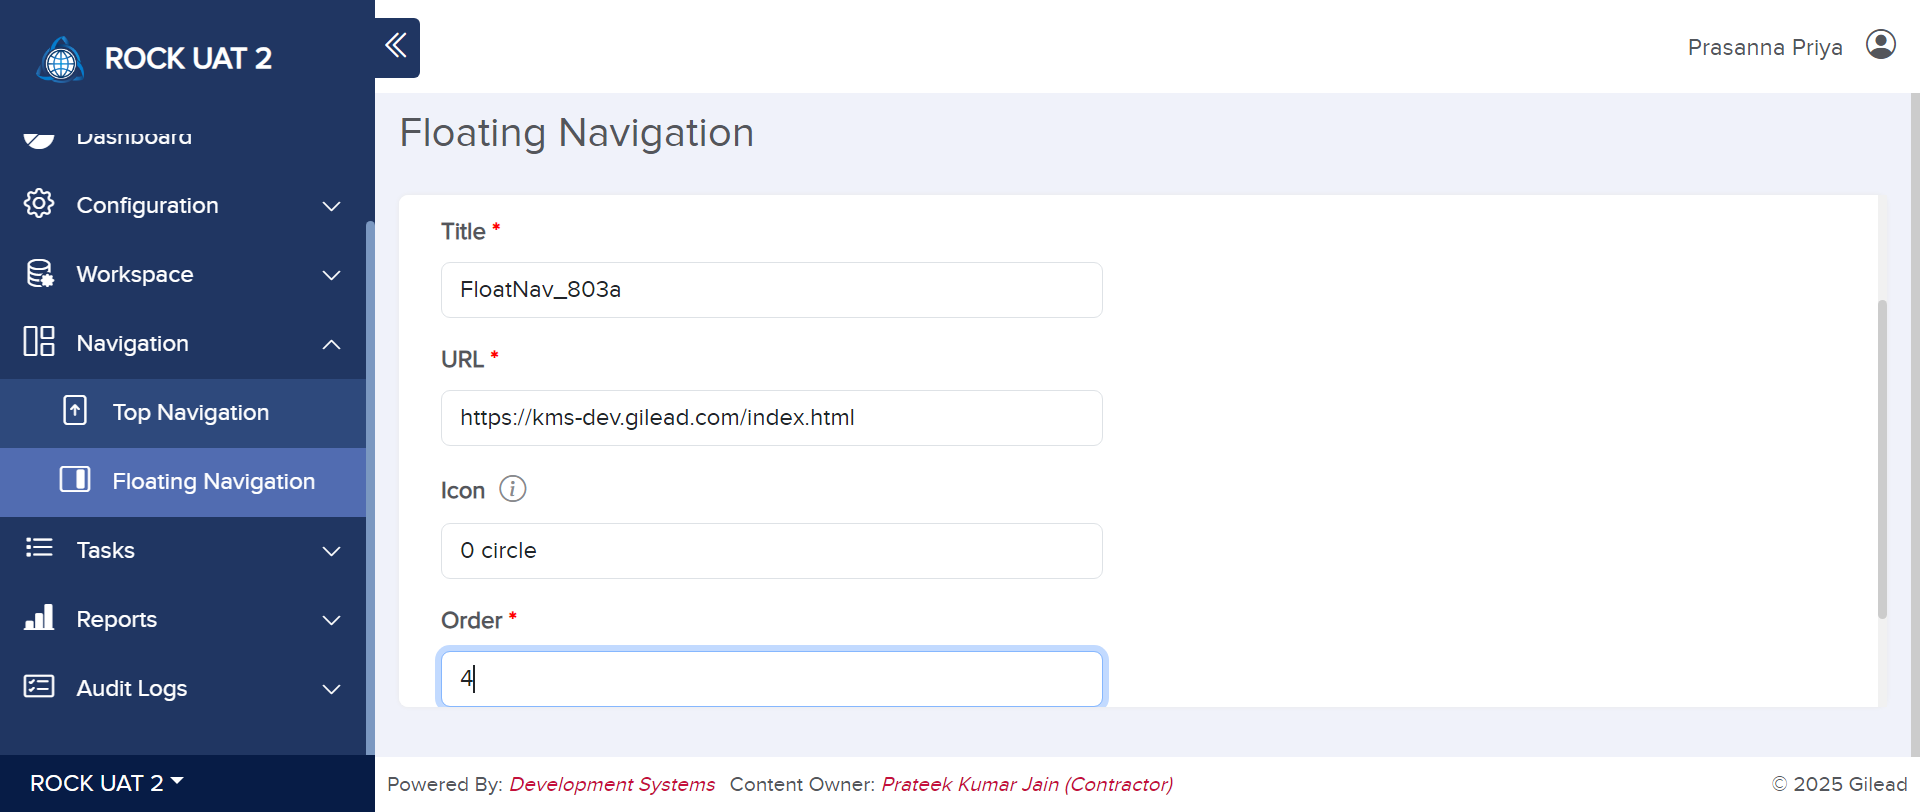 ROCK UAT 2
Prasanna Priya
Dashboard
Configuration
Workspace
Navigation
Top Navigation
Floating Navigation
Tasks
Reports
Audit Logs
ROCK UAT 2
Floating Navigation
Title *
FloatNav_803a
URL *
https://kms-dev.gilead.com/index.html
Icon i
0 circle
Order *
4
Powered By: Development Systems Content Owner: Prateek Kumar Jain (Contractor)
© 2025 Gilead